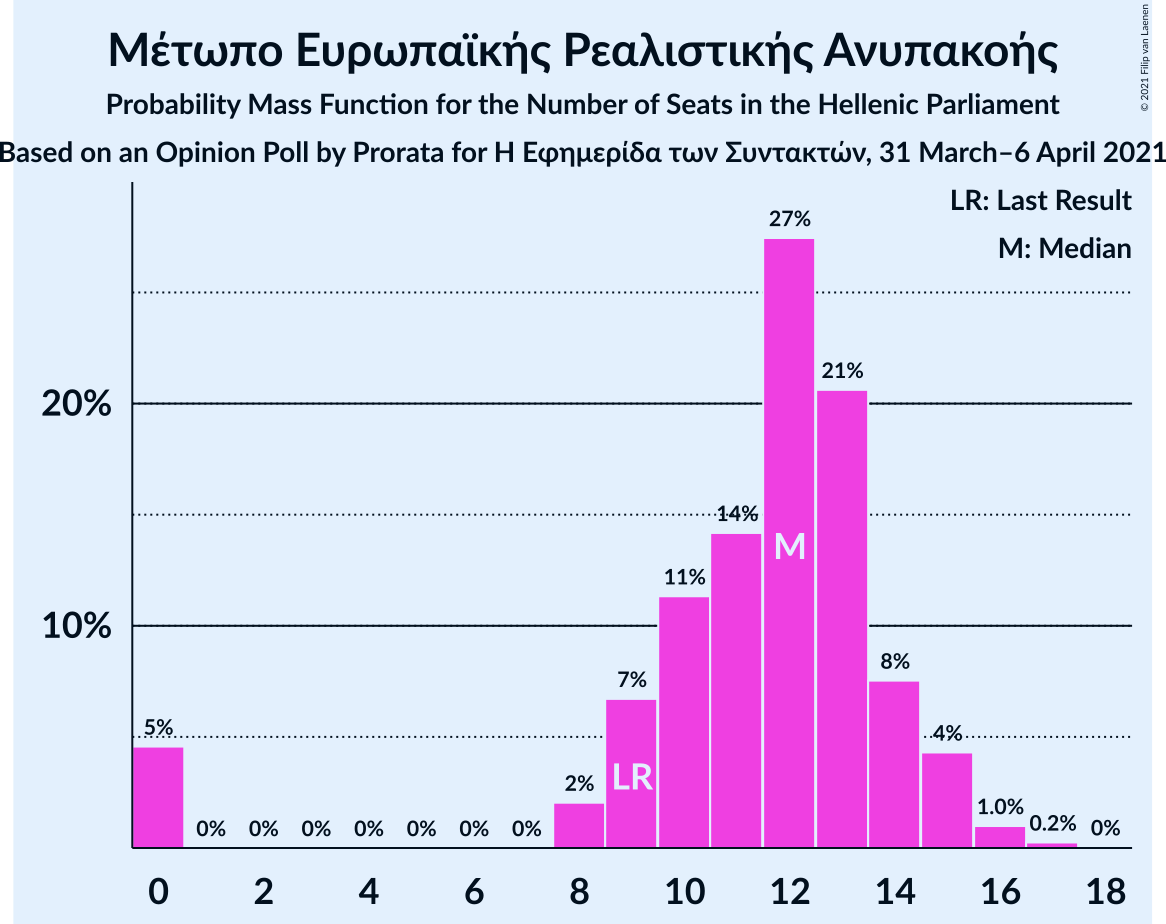 Μέτωπο Ευρωπαϊκής Ρεαλιστικής Ανυπακοής
Probability Mass Function for the Number of Seats in the Hellenic Parliament
Based on an Opinion Poll by Prorata for Η Εφημερίδα των Συντακτών, 31 March–6 April 2021
© 2021 Filip van Laenen
LR: Last Result
M: Median
27%
20%
21%
14%
M
11%
10%
8%
7%
5%
4%
LR
2%
1.0%
0.2%
0% 0% 0% 0% 0% 0% 0% 0%
0 2 4 6 8 10 12 14 16 18